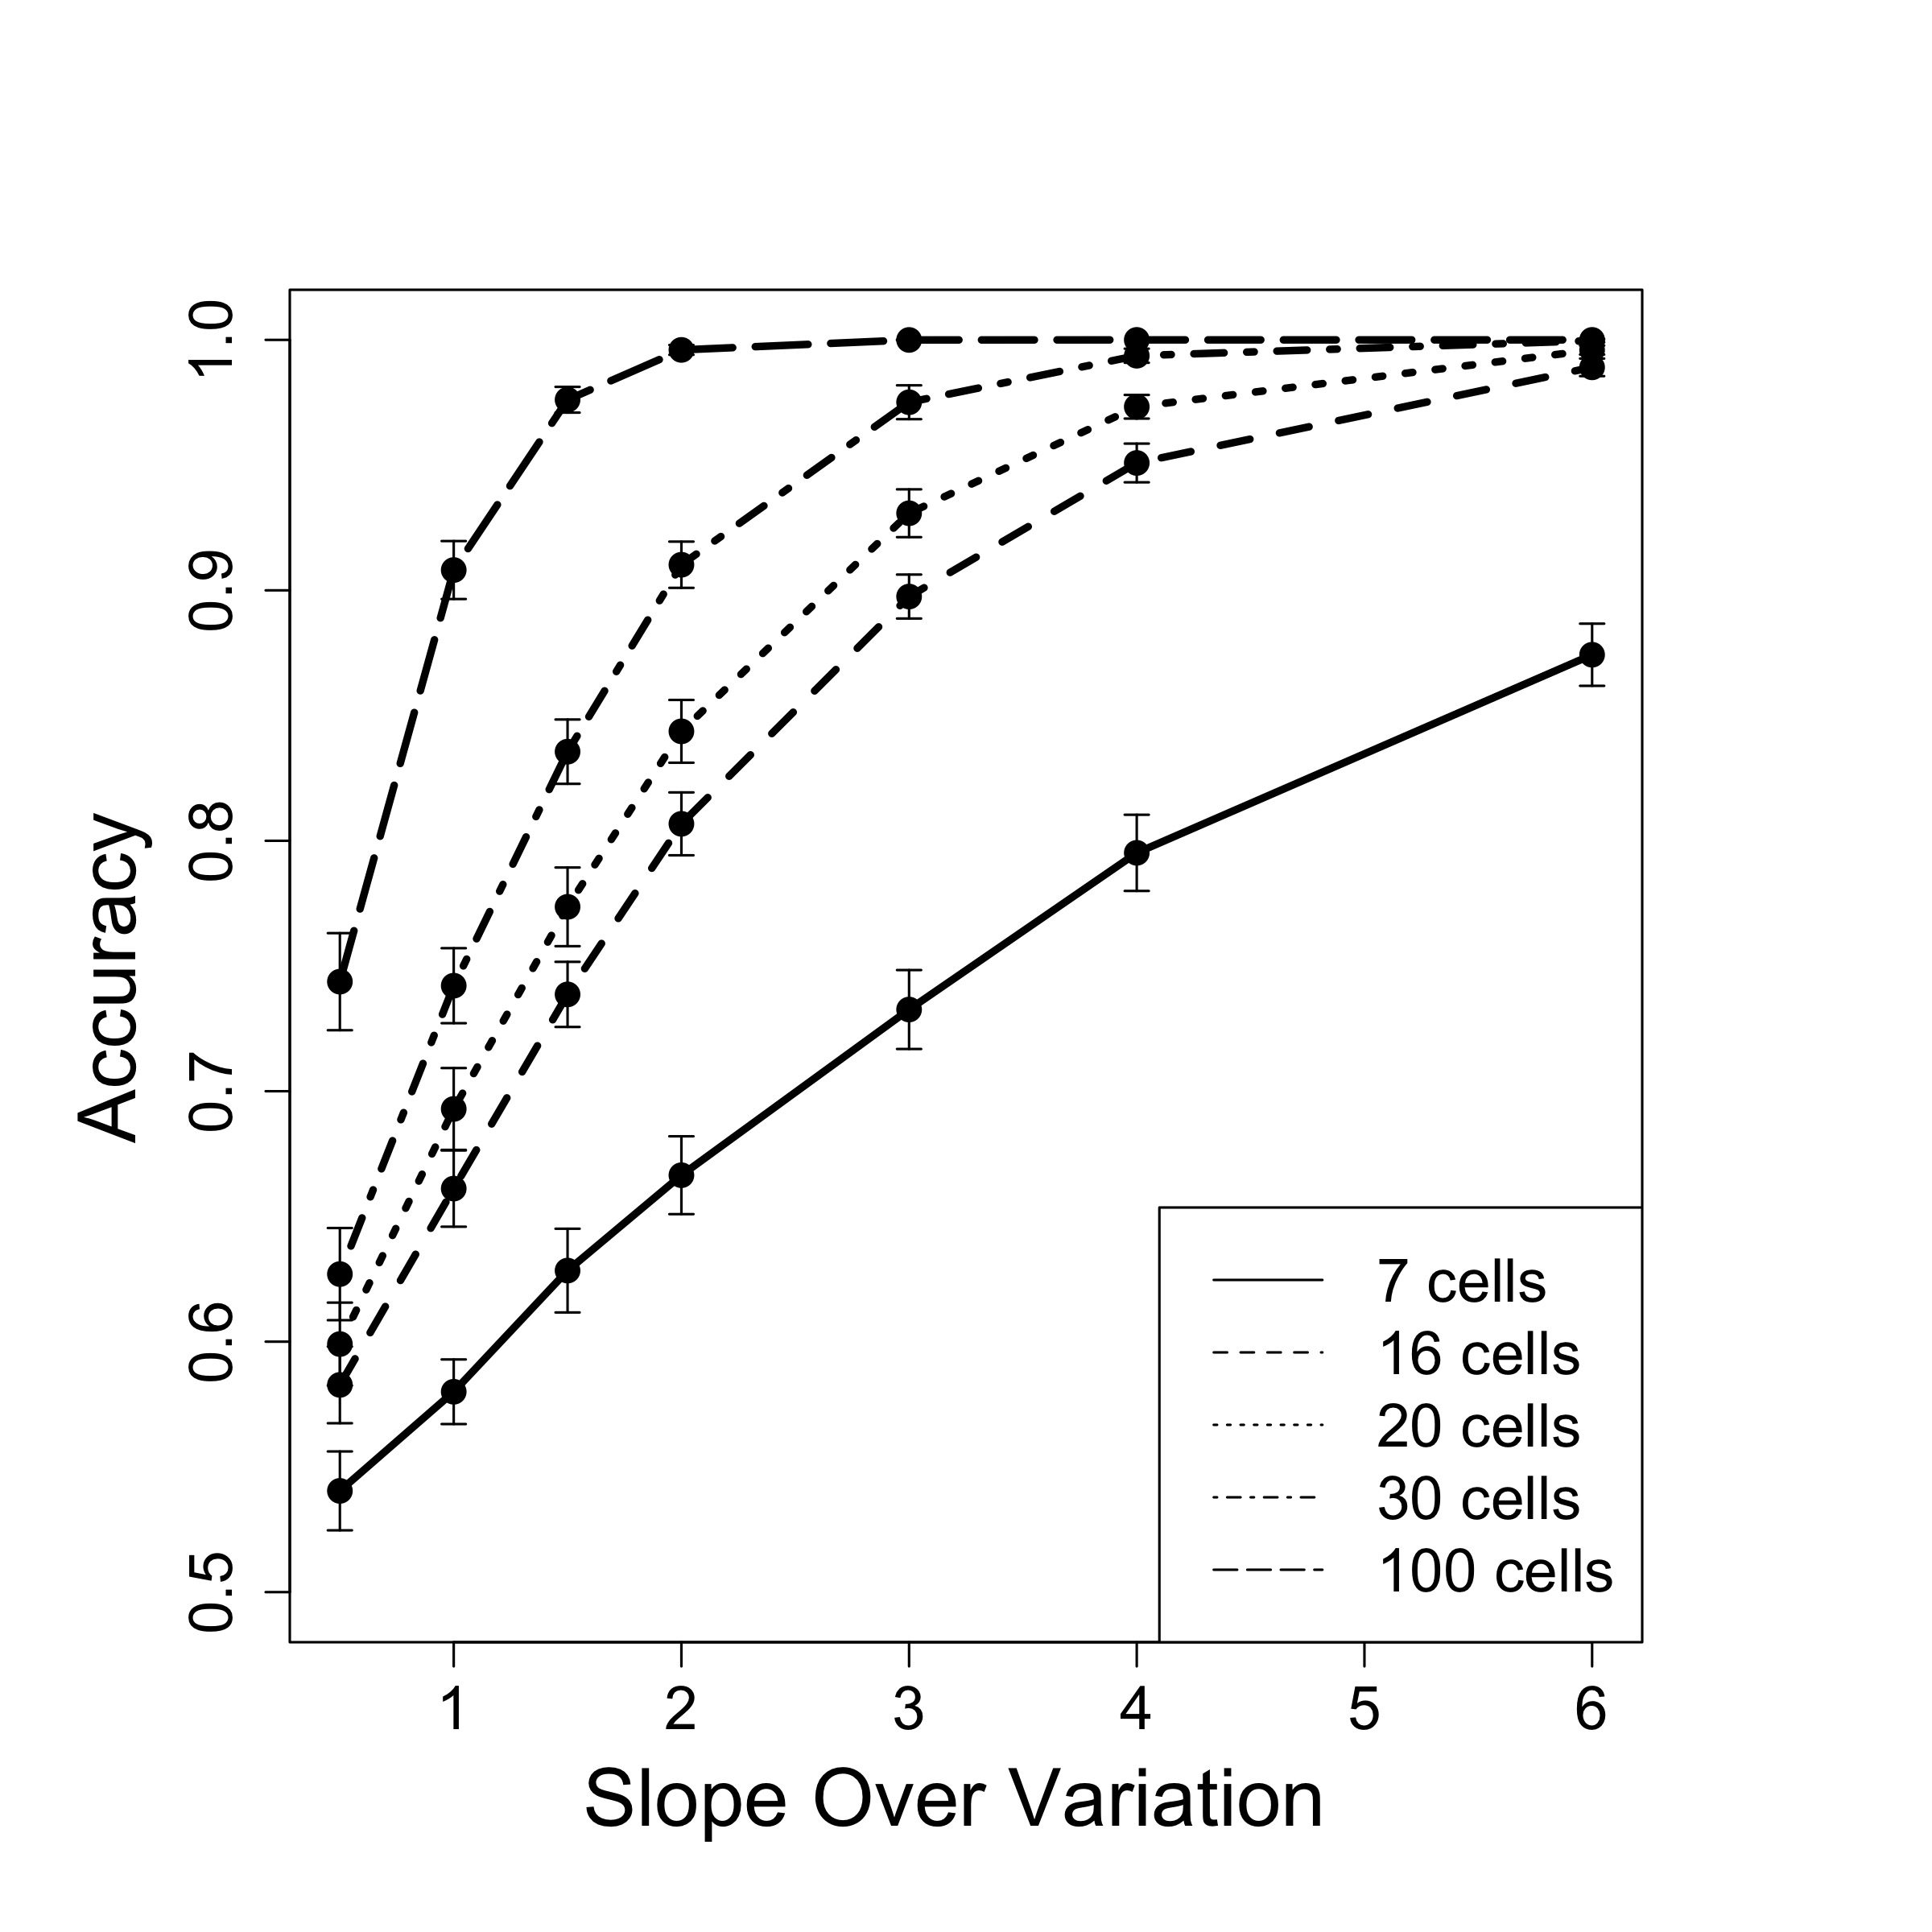 1.0
0.9
0.8
0.7
0.6
0.5
Accuracy
7 cells
16 cells
20 cells
30 cells
100 cells
1 2 3 4 5 6
Slope Over Variation